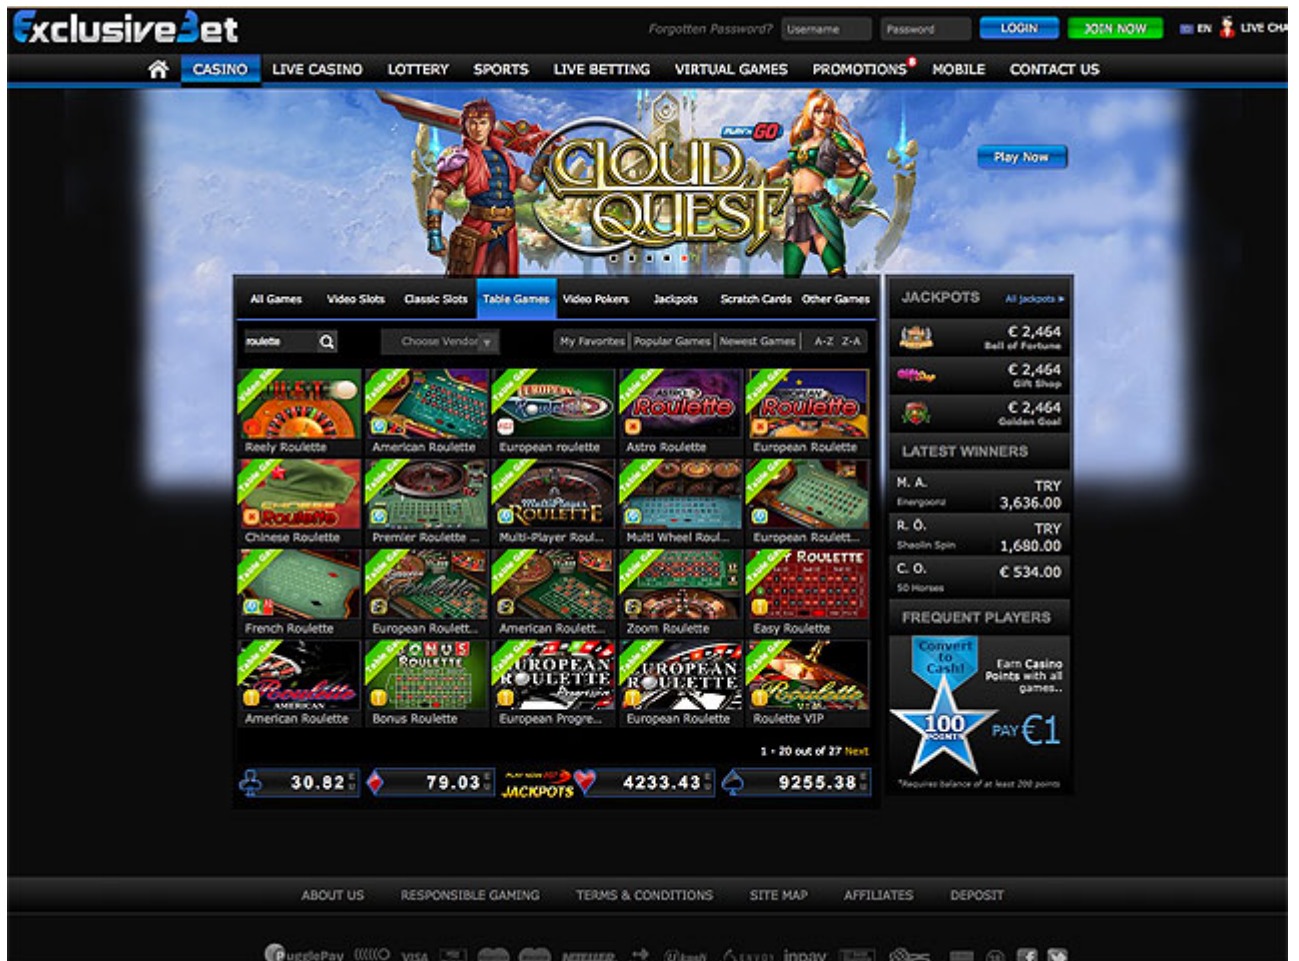 ExclusiveBet
Forgotten Password? Username Password LOGIN JOIN NOW EN LIVE CHA
CASINO LIVE CASINO LOTTERY SPORTS LIVE BETTING VIRTUAL GAMES PROMOTIONS MOBILE CONTACT US
PLAY'N GO
CLOUD
QUEST
Play Now
All Games Video Slots Classic Slots Table Games Video Pokers Jackpots Scratch Cards Other Games
roulette Choose Vendor My Favorites Popular Games Newest Games A-Z Z-A
Reely Roulette American Roulette European roulette Astro Roulette European Roulette
Chinese Roulette Premier Roulette ... Multi-Player Roul... Multi Wheel Roul... European Roulett...
French Roulette European Roulett... American Roulett... Zoom Roulette Easy Roulette
American Roulette Bonus Roulette European Progre... European Roulette Roulette VIP
1 - 20 out of 27 Next
30.82 79.03 JACKPOTS 4233.43 9255.38
JACKPOTS All jackpots
€ 2,464
Bell of Fortune
€ 2,464
Gift Shop
€ 2,464
Golden Goal
LATEST WINNERS
M. A. TRY
Energoonz 3,636.00
R. Ö. TRY
Shaolin Spin 1,680.00
C. O. € 534.00
50 Horses
FREQUENT PLAYERS
Convert
to
Cash!
Earn Casino
Points with all
games..
100
POINTS
PAY €1
*Requires balance of at least 200 points
ABOUT US RESPONSIBLE GAMING TERMS & CONDITIONS SITE MAP AFFILIATES DEPOSIT
PugglePay VISA NETELLER Ukash ENVOY inpay